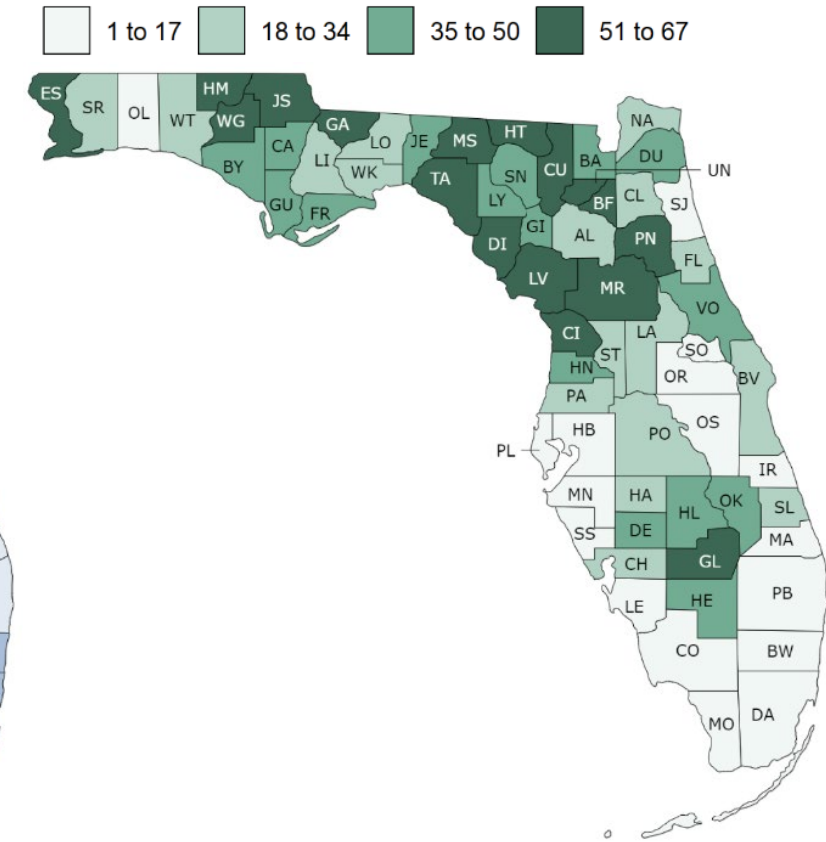 1 to 17 18 to 34 35 to 50 51 to 67
ES SR OL WT HM WG JS
BY CA GA LI LO WK JE
GU FR MS HT TA CU
SN LY BA NA DU UN
BF CL SJ DI GI AL PN
FL LV MR VO
CI ST LA SO
HN OR BV
PA OS
HB PO
PL IR
MN HA HL OK SL
SS DE MA
CH GL
LE HE PB
CO BW
MO DA